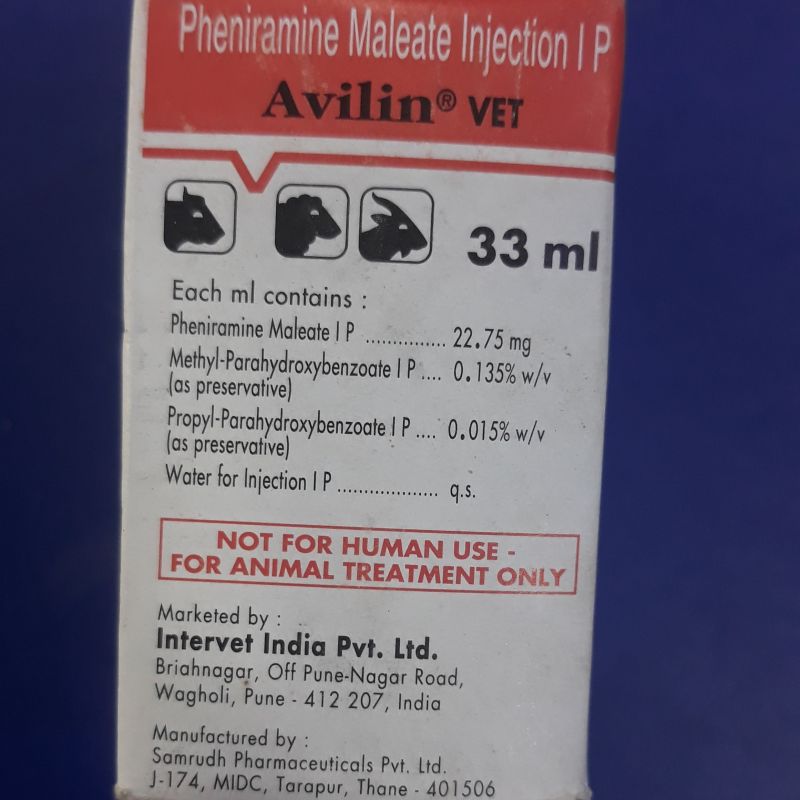 Pheniramine Maleate Injection I P
Avilin® VET
33 ml
Each ml contains :
Pheniramine Maleate I P ............... 22.75 mg
Methyl-Parahydroxybenzoate I P .... 0.135% w/v
(as preservative)
Propyl-Parahydroxybenzoate I P .... 0.015% w/v
(as preservative)
Water for Injection I P ................... q.s.
NOT FOR HUMAN USE -
FOR ANIMAL TREATMENT ONLY
Marketed by :
Intervet India Pvt. Ltd.
Briahnagar, Off Pune-Nagar Road,
Wagholi, Pune - 412 207, India
Manufactured by :
Samrudh Pharmaceuticals Pvt. Ltd.
J-174, MIDC, Tarapur, Thane - 401506